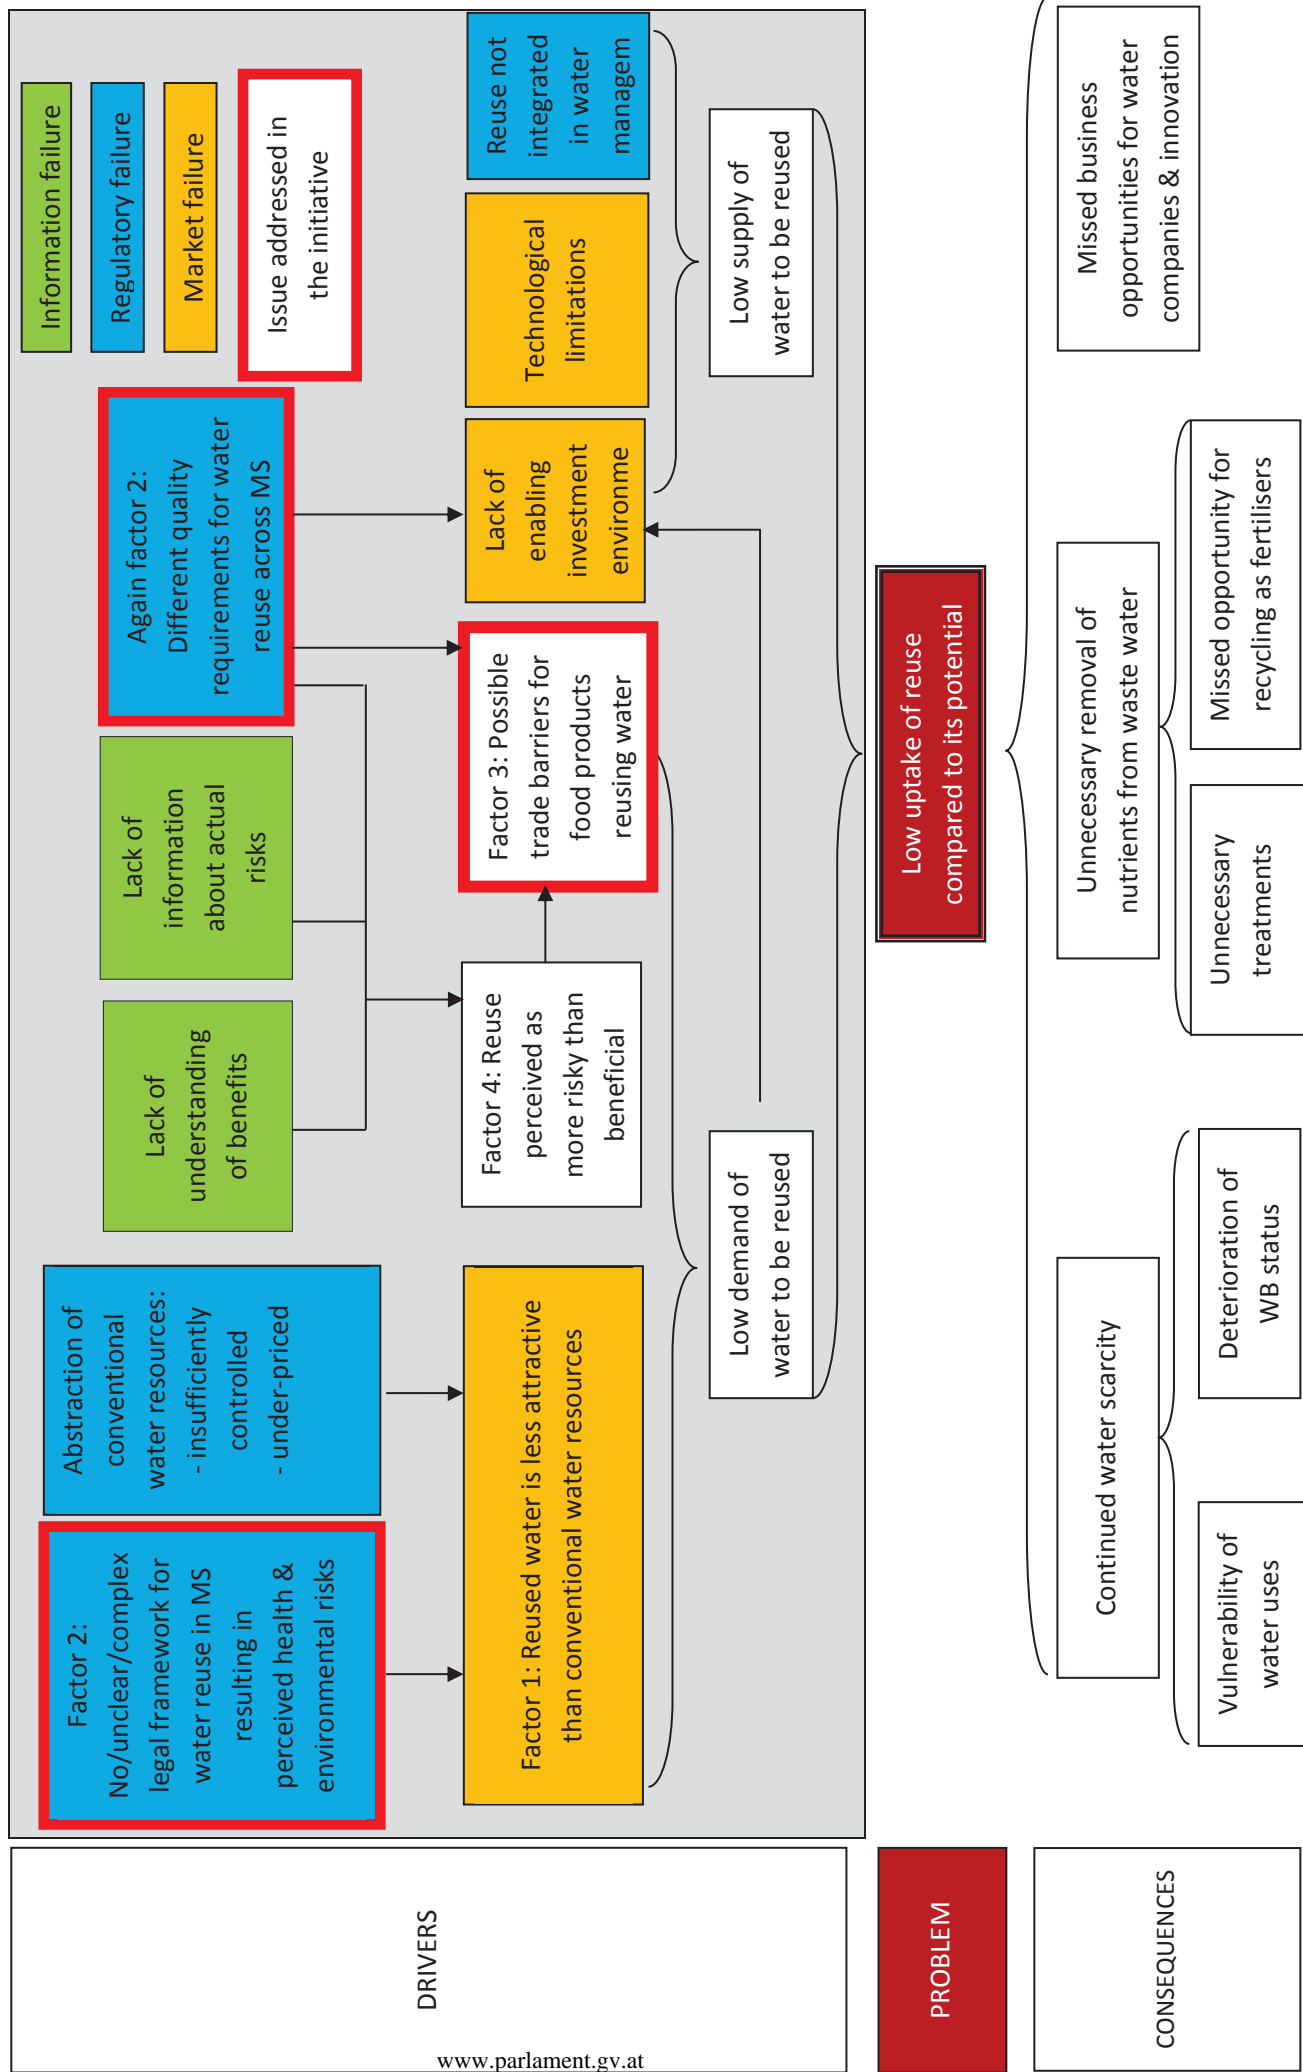 DRIVERS
Factor 2:
No/unclear/complex
legal framework for
water reuse in MS
resulting in
perceived health &
environmental risks
Abstraction of
conventional
water resources:
- insufficiently
controlled
- under-priced
Lack of
understanding
of benefits
Lack of
information
about actual
risks
Again factor 2:
Different quality
requirements for water
reuse across MS
Information failure
Regulatory failure
Market failure
Issue addressed in
the initiative
Factor 1: Reused water is less attractive
than conventional water resources
Factor 4: Reuse
perceived as
more risky than
beneficial
Factor 3: Possible
trade barriers for
food products
reusing water
Lack of
enabling
investment
environme
Technological
limitations
Reuse not
integrated
in water
managem
Low demand of
water to be reused
Low supply of
water to be reused
PROBLEM
Low uptake of reuse
compared to its potential
CONSEQUENCES
Continued water scarcity
Unnecessary removal of
nutrients from waste water
Missed business
opportunities for water
companies & innovation
Vulnerability of
water uses
Deterioration of
WB status
Unnecessary
treatments
Missed opportunity for
recycling as fertilisers
www.parlament.gv.at